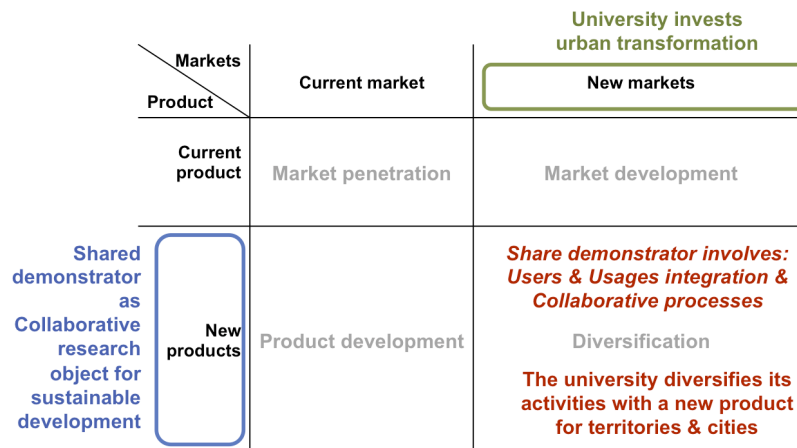 University invests
urban transformation
Markets
Product
Current market
New markets
Current
product
Market penetration
Market development
Shared
demonstrator
as
Collaborative
research
object for
sustainable
development
New
products
Product development
Share demonstrator involves:
Users & Usages integration &
Collaborative processes
Diversification
The university diversifies its
activities with a new product
for territories & cities